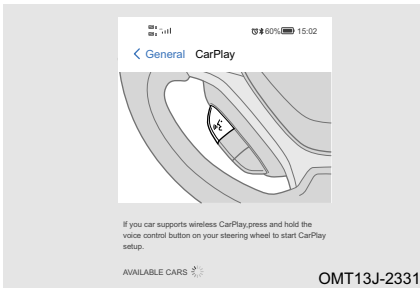 60% 15:02
General CarPlay
If you car supports wireless CarPlay,press and hold the
voice control button on your steering wheel to start CarPlay
setup.
AVAILABLE CARS
OMT13J-2331